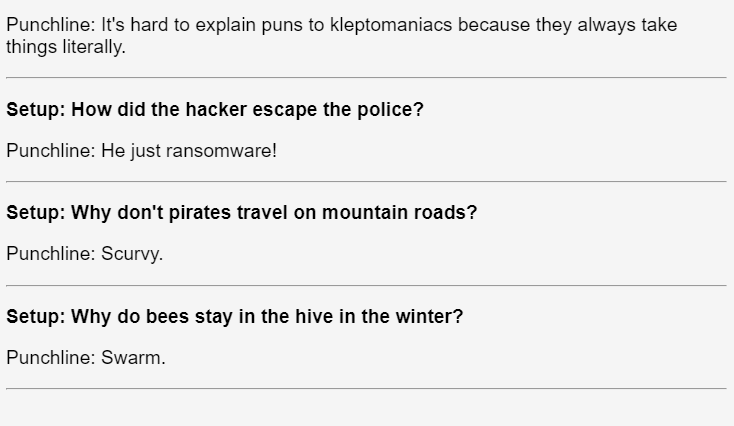 Punchline: It's hard to explain puns to kleptomaniacs because they always take
things literally.
Setup: How did the hacker escape the police?
Punchline: He just ransomware!
Setup: Why don't pirates travel on mountain roads?
Punchline: Scurvy.
Setup: Why do bees stay in the hive in the winter?
Punchline: Swarm.